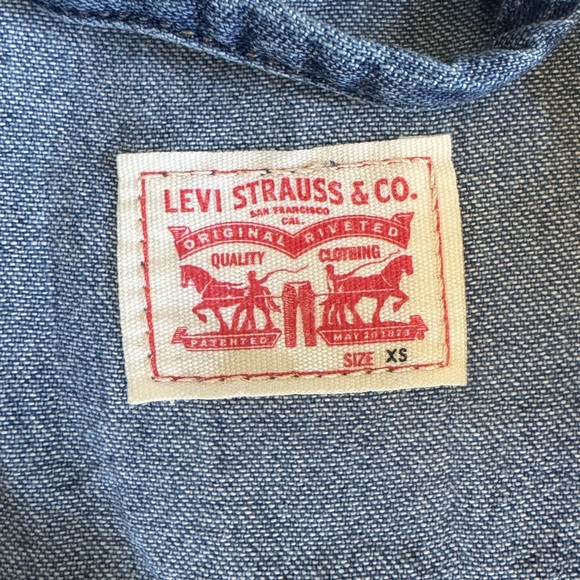 LEVI STRAUSS & CO.
SAN FRANCISCO
CAL.
ORIGINAL RIVETED
QUALITY CLOTHING
PATENTED MAY 20 1873
SIZE XS